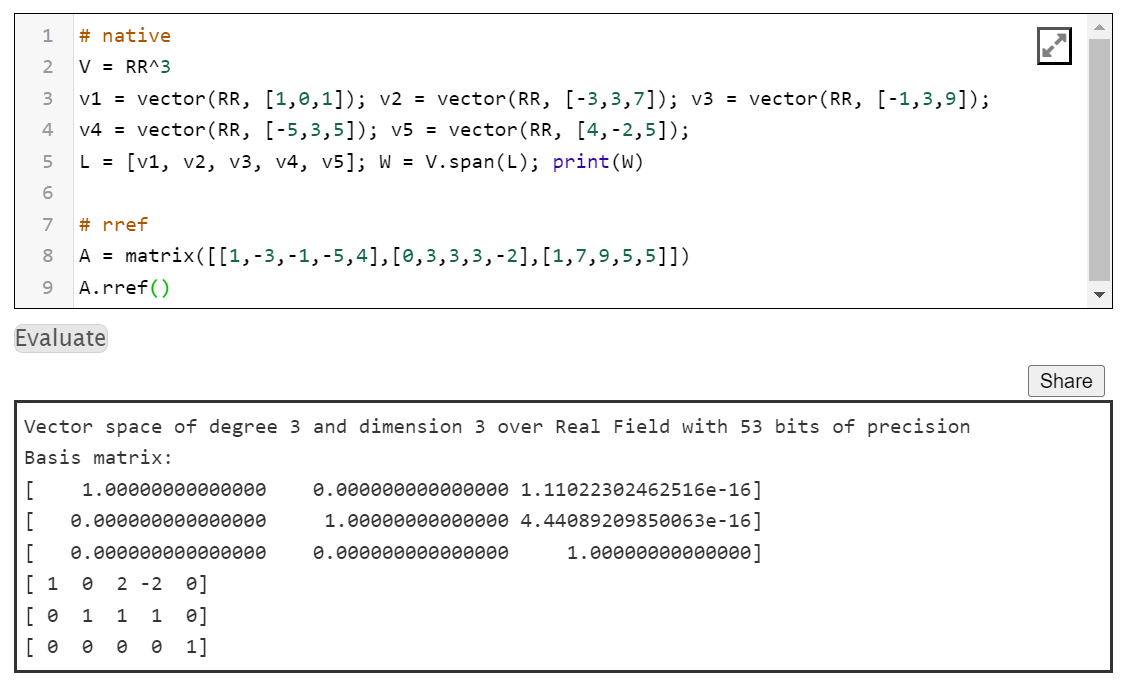 1 # native
2 V = RR^3
3 v1 = vector(RR, [1,0,1]); v2 = vector(RR, [-3,3,7]); v3 = vector(RR, [-1,3,9]);
4 v4 = vector(RR, [-5,3,5]); v5 = vector(RR, [4,-2,5]);
5 L = [v1, v2, v3, v4, v5]; W = V.span(L); print(W)
6
7 # rref
8 A = matrix([[1,-3,-1,-5,4],[0,3,3,3,-2],[1,7,9,5,5]])
9 A.rref()
Evaluate
Share
Vector space of degree 3 and dimension 3 over Real Field with 53 bits of precision
Basis matrix:
[    1.00000000000000    0.000000000000000 1.11022302462516e-16]
[   0.000000000000000     1.00000000000000 4.44089209850063e-16]
[   0.000000000000000    0.000000000000000     1.00000000000000]
[ 1  0  2 -2  0]
[ 0  1  1  1  0]
[ 0  0  0  0  1]